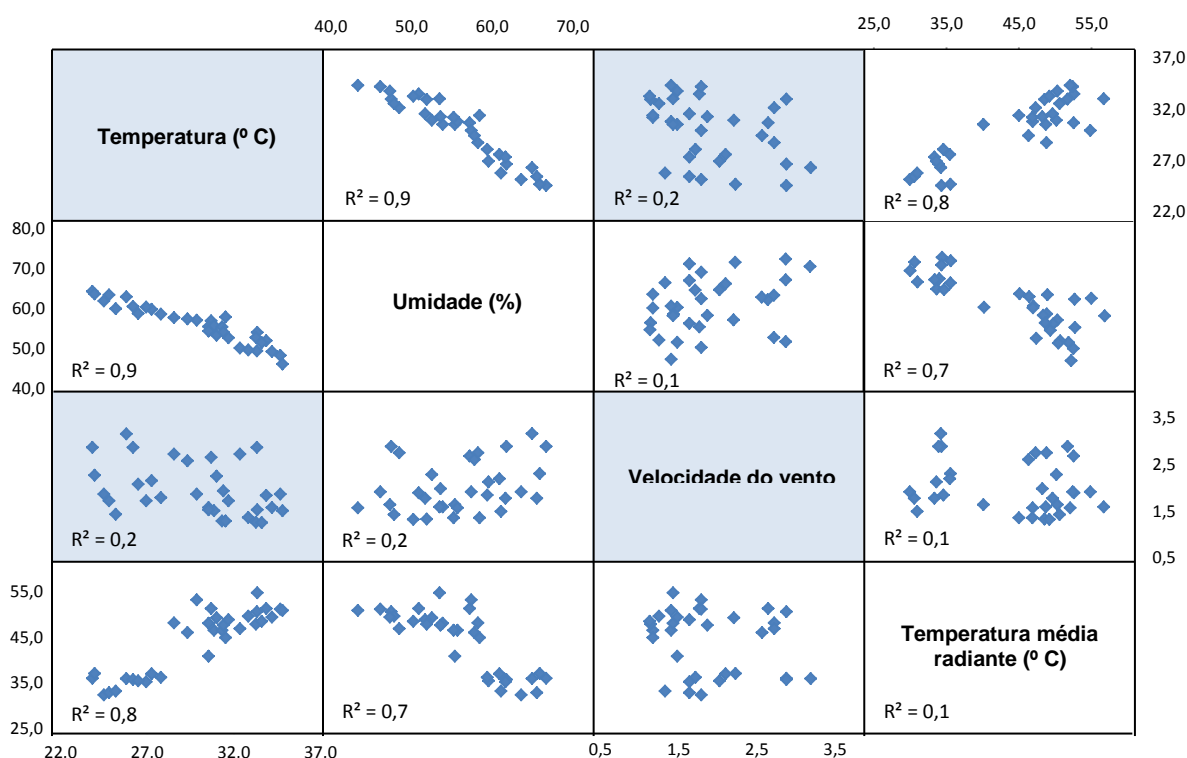 40,0 50,0 60,0 70,0
25,0 35,0 45,0 55,0
Temperatura (º C)
R² = 0,9
R² = 0,2
R² = 0,8
37,0
32,0
27,0
22,0
80,0
70,0
60,0
50,0
40,0
R² = 0,9
Umidade (%)
R² = 0,1
R² = 0,7
R² = 0,2
R² = 0,2
Velocidade do vento
R² = 0,1
3,5
2,5
1,5
0,5
55,0
45,0
35,0
25,0
R² = 0,8
R² = 0,7
Temperatura média
radiante (º C)
R² = 0,1
22.0 27.0 32.0 37.0
0,5 1,5 2,5 3,5